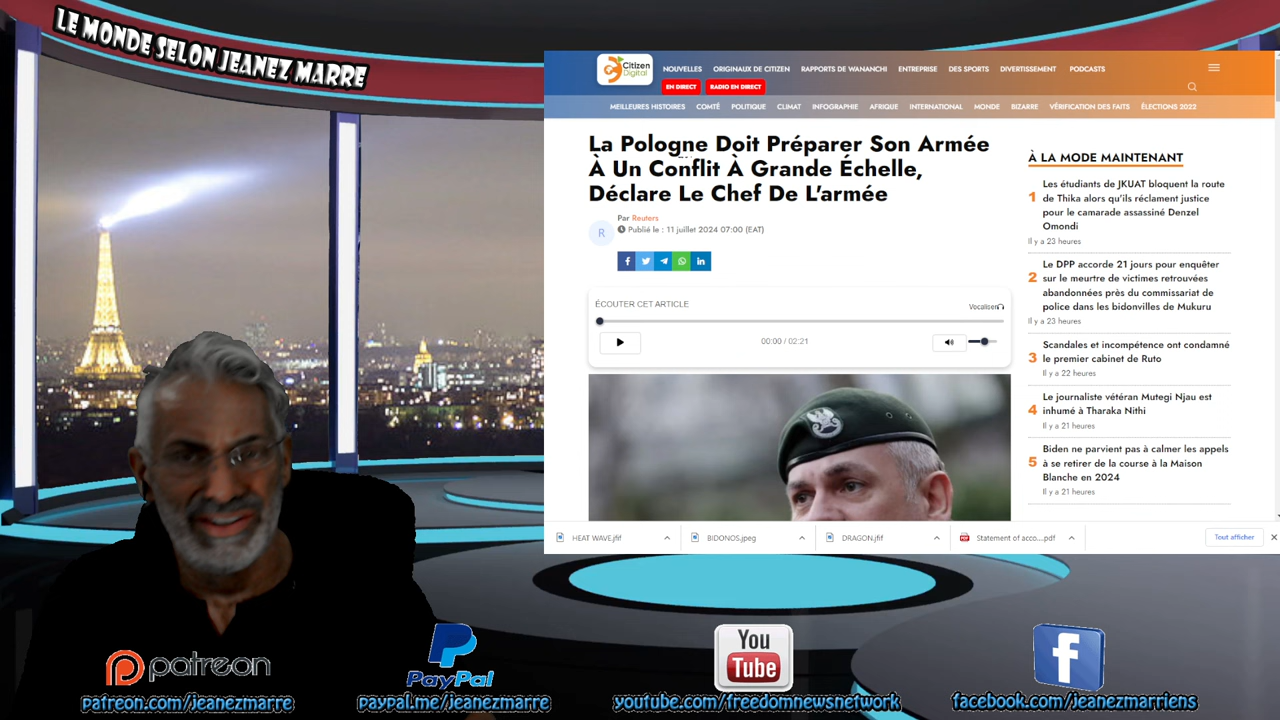 LE MONDE SELON JEANEZ MARRE
Citizen
Digital
NOUVELLES ORIGINAUX DE CITIZEN RAPPORTS DE WANANCHI ENTREPRISE DES SPORTS DIVERTISSEMENT PODCASTS
EN DIRECT RADIO EN DIRECT
MEILLEURES HISTOIRES COMTÉ POLITIQUE CLIMAT INFOGRAPHIE AFRIQUE INTERNATIONAL MONDE BIZARRE VÉRIFICATION DES FAITS ÉLECTIONS 2022
La Pologne Doit Préparer Son Armée
À Un Conflit À Grande Échelle,
Déclare Le Chef De L'armée
R
Par Reuters
Publié le : 11 juillet 2024 07:00 (EAT)
ÉCOUTER CET ARTICLE
Vocaliser
00:00 / 02:21
À LA MODE MAINTENANT
1 Les étudiants de JKUAT bloquent la route
de Thika alors qu'ils réclament justice
pour le camarade assassiné Denzel
Omondi
Il y a 23 heures
2 Le DPP accorde 21 jours pour enquêter
sur le meurtre de victimes retrouvées
abandonnées près du commissariat de
police dans les bidonvilles de Mukuru
Il y a 23 heures
3 Scandales et incompétence ont condamné
le premier cabinet de Ruto
Il y a 22 heures
4 Le journaliste vétéran Mutegi Njau est
inhumé à Tharaka Nithi
Il y a 21 heures
5 Biden ne parvient pas à calmer les appels
à se retirer de la course à la Maison
Blanche en 2024
Il y a 21 heures
HEAT WAVE.jfif BIDONOS.jpeg DRAGON.jfif Statement of acco....pdf Tout afficher
patreon
PayPal
You
Tube
patreon.com/jeanezmarre
paypal.me/jeanezmarre
youtube.com/freedomnewsnetwork
facebook.com/jeanezmarriens